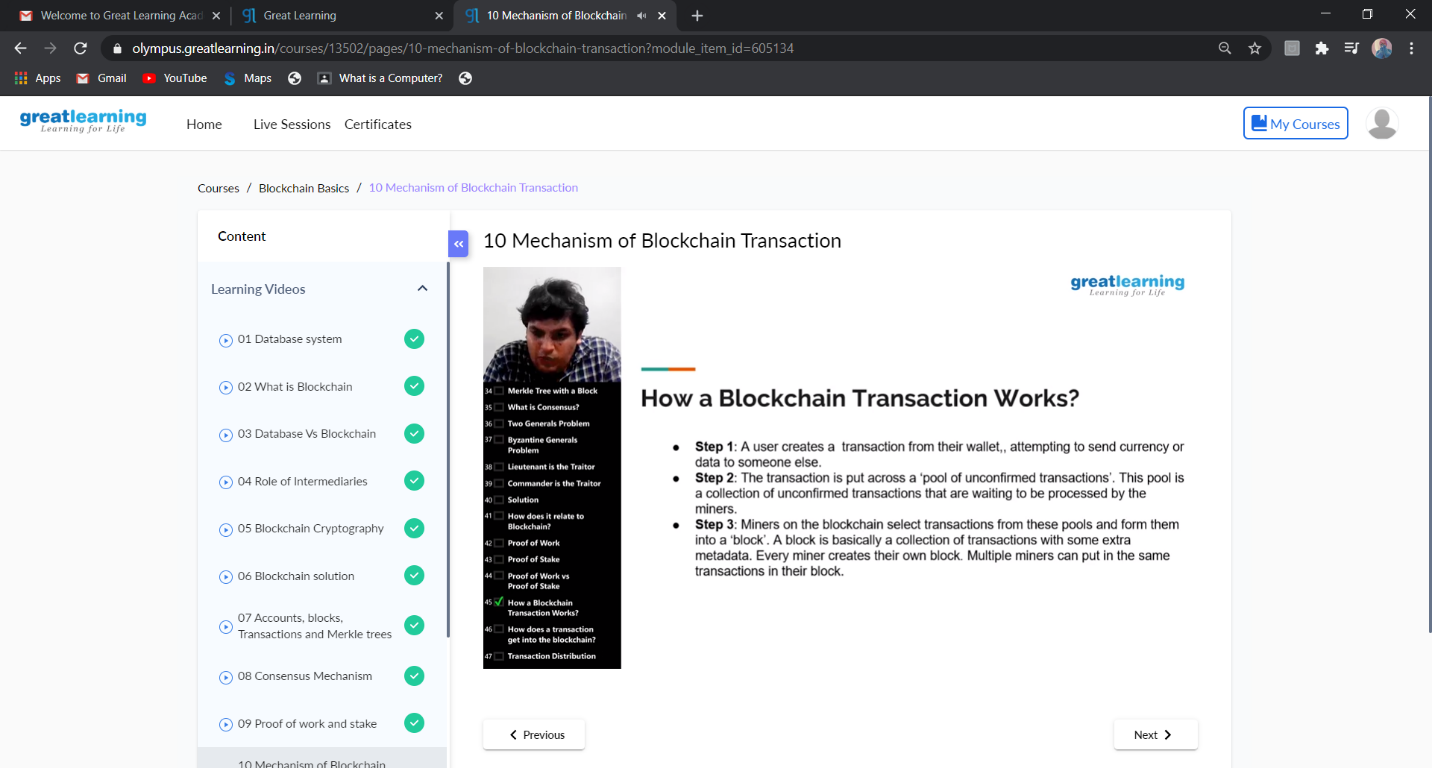 Welcome to Great Learning Acad
Great Learning
10 Mechanism of Blockchain
olympus.greatlearning.in/courses/13502/pages/10-mechanism-of-blockchain-transaction?module_item_id=605134
Apps
Gmail
YouTube
Maps
What is a Computer?
greatlearning
Learning for Life
Home
Live Sessions
Certificates
My Courses
Courses / Blockchain Basics / 10 Mechanism of Blockchain Transaction
Content
Learning Videos
01 Database system
02 What is Blockchain
03 Database Vs Blockchain
04 Role of Intermediaries
05 Blockchain Cryptography
06 Blockchain solution
07 Accounts, blocks,
Transactions and Merkle trees
08 Consensus Mechanism
09 Proof of work and stake
10 Mechanism of Blockchain
10 Mechanism of Blockchain Transaction
34 Merkle Tree with a Block
35 What is Consensus?
36 Two Generals Problem
37 Byzantine Generals
Problem
38 Lieutenant is the Traitor
39 Commander is the Traitor
40 Solution
41 How does it relate to
Blockchain?
42 Proof of Work
43 Proof of Stake
44 Proof of Work vs
Proof of Stake
45 How a Blockchain
Transaction Works?
46 How does a transaction
get into the blockchain?
47 Transaction Distribution
greatlearning
Learning for Life
How a Blockchain Transaction Works?
● Step 1: A user creates a transaction from their wallet,, attempting to send currency or
data to someone else.
● Step 2: The transaction is put across a ‘pool of unconfirmed transactions’. This pool is
a collection of unconfirmed transactions that are waiting to be processed by the
miners.
● Step 3: Miners on the blockchain select transactions from these pools and form them
into a ‘block’. A block is basically a collection of transactions with some extra
metadata. Every miner creates their own block. Multiple miners can put in the same
transactions in their block.
Previous
Next